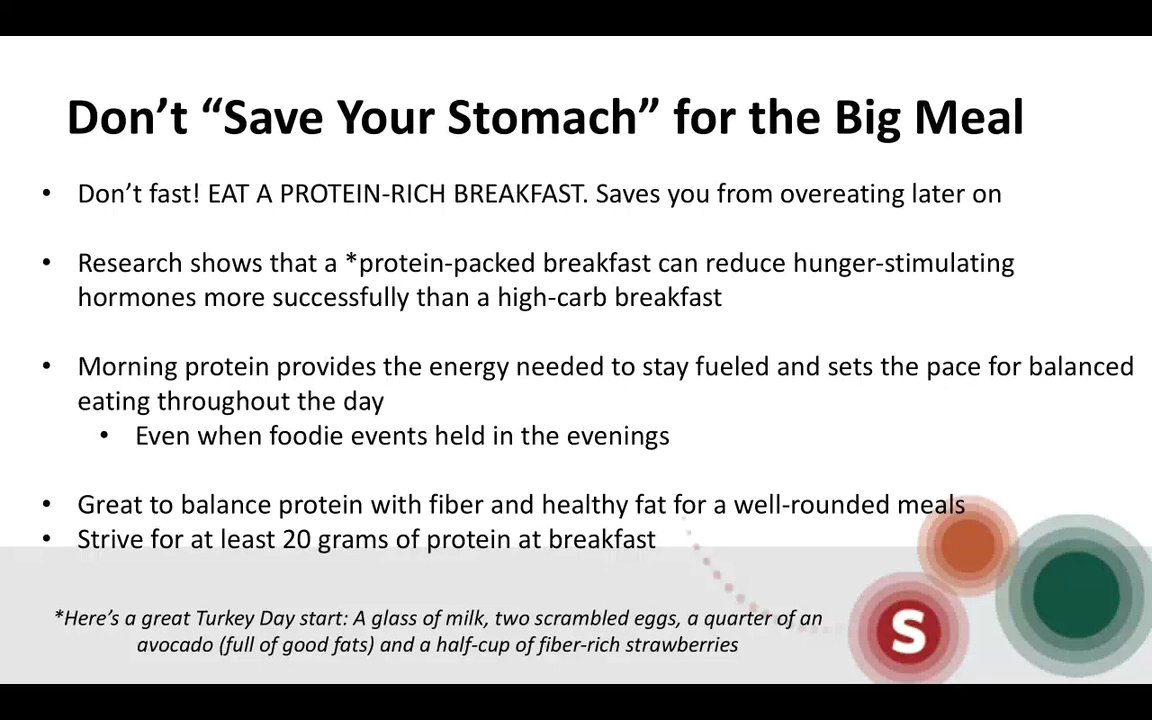 Don’t “Save Your Stomach” for the Big Meal
• Don’t fast! EAT A PROTEIN-RICH BREAKFAST. Saves you from overeating later on
• Research shows that a *protein-packed breakfast can reduce hunger-stimulating
hormones more successfully than a high-carb breakfast
• Morning protein provides the energy needed to stay fueled and sets the pace for balanced
eating throughout the day
• Even when foodie events held in the evenings
• Great to balance protein with fiber and healthy fat for a well-rounded meals
• Strive for at least 20 grams of protein at breakfast
*Here’s a great Turkey Day start: A glass of milk, two scrambled eggs, a quarter of an
avocado (full of good fats) and a half-cup of fiber-rich strawberries
S